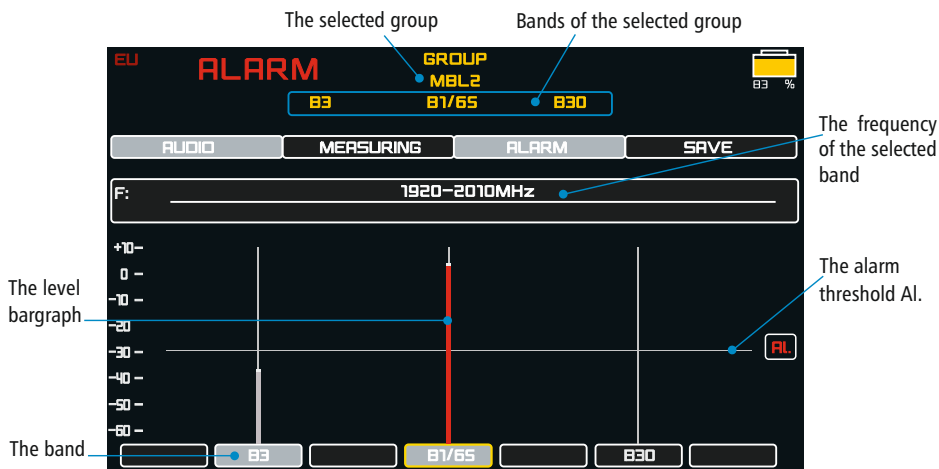 The selected group
Bands of the selected group
EU
ALARM
GROUP
MBL2
83 %
B3 B1/65 B30
The frequency
of the selected
band
AUDIO MEASURING ALARM SAVE
F: 1920-2010MHz
+10-
0 -
-10 -
-20
-30 -
-40 -
-50 -
-60 -
The level
bargraph
The alarm
threshold Al.
Al.
The band
B3 B1/65 B30